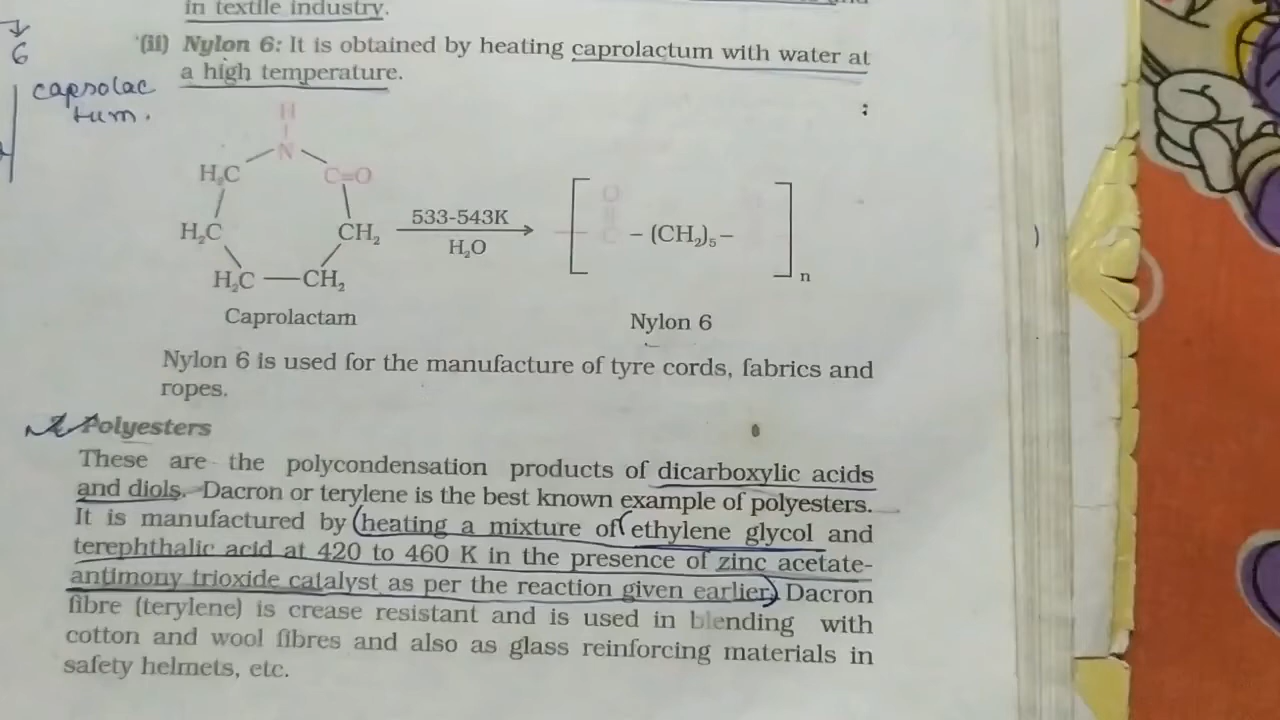 in textile industry.
6
(ii) Nylon 6: It is obtained by heating caprolactum with water at
a high temperature.
caprolac
tum.
H
N
H₂C C=O
H₂C CH₂
H₂C CH₂
533-543K
H₂O
O
C – (CH₂)₅ –
n
Caprolactam Nylon 6
Nylon 6 is used for the manufacture of tyre cords, fabrics and
ropes.
2. Polyesters
These are the polycondensation products of dicarboxylic acids
and diols. Dacron or terylene is the best known example of polyesters.
It is manufactured by (heating a mixture of (ethylene glycol and
terephthalic acid at 420 to 460 K in the presence of zinc acetate-
antimony trioxide catalyst as per the reaction given earlier.) Dacron
fibre (terylene) is crease resistant and is used in blending with
cotton and wool fibres and also as glass reinforcing materials in
safety helmets, etc.